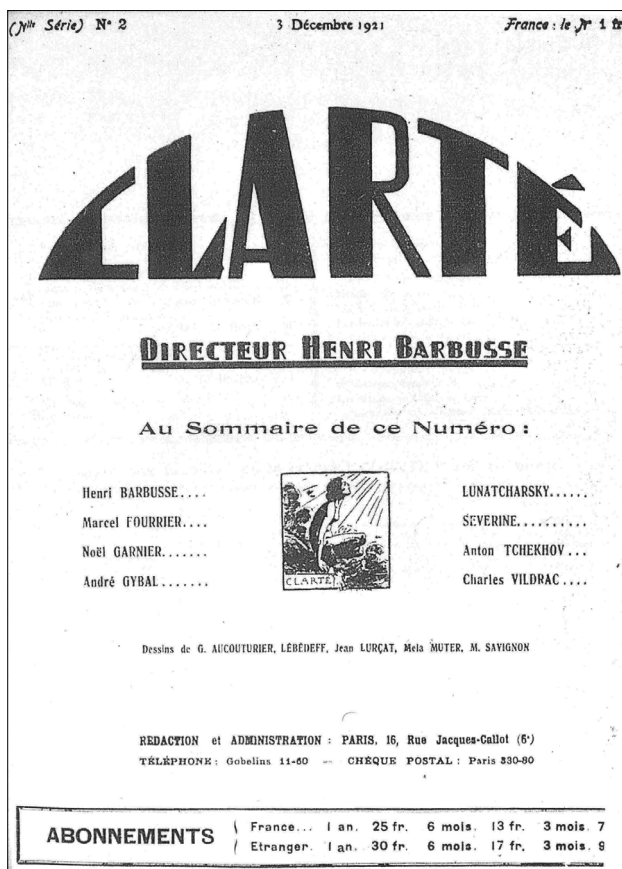 (Nlle Série) N° 2 3 Décembre 1921 France : le N° 1 fr
CLARTÉ
DIRECTEUR HENRI BARBUSSE
Au Sommaire de ce Numéro :
Henri BARBUSSE....
Marcel FOURRIER....
Noël GARNIER.......
André GYBAL.......
CLARTÉ
LUNATCHARSKY......
SEVERINE..........
Anton TCHEKHOV...
Charles VILDRAC....
Dessins de G. AUCOUTURIER, LÉBÉDEFF, Jean LURÇAT, Mela MUTER, M. SAVIGNON
REDACTION et ADMINISTRATION : PARIS, 16, Rue Jacques-Callot (6e)
TÉLÉPHONE : Gobelins 11-60 — CHÈQUE POSTAL : Paris 330-80
ABONNEMENTS
France... 1 an. 25 fr. 6 mois. 13 fr. 3 mois. 7
Etranger. 1 an. 30 fr. 6 mois. 17 fr. 3 mois. 9